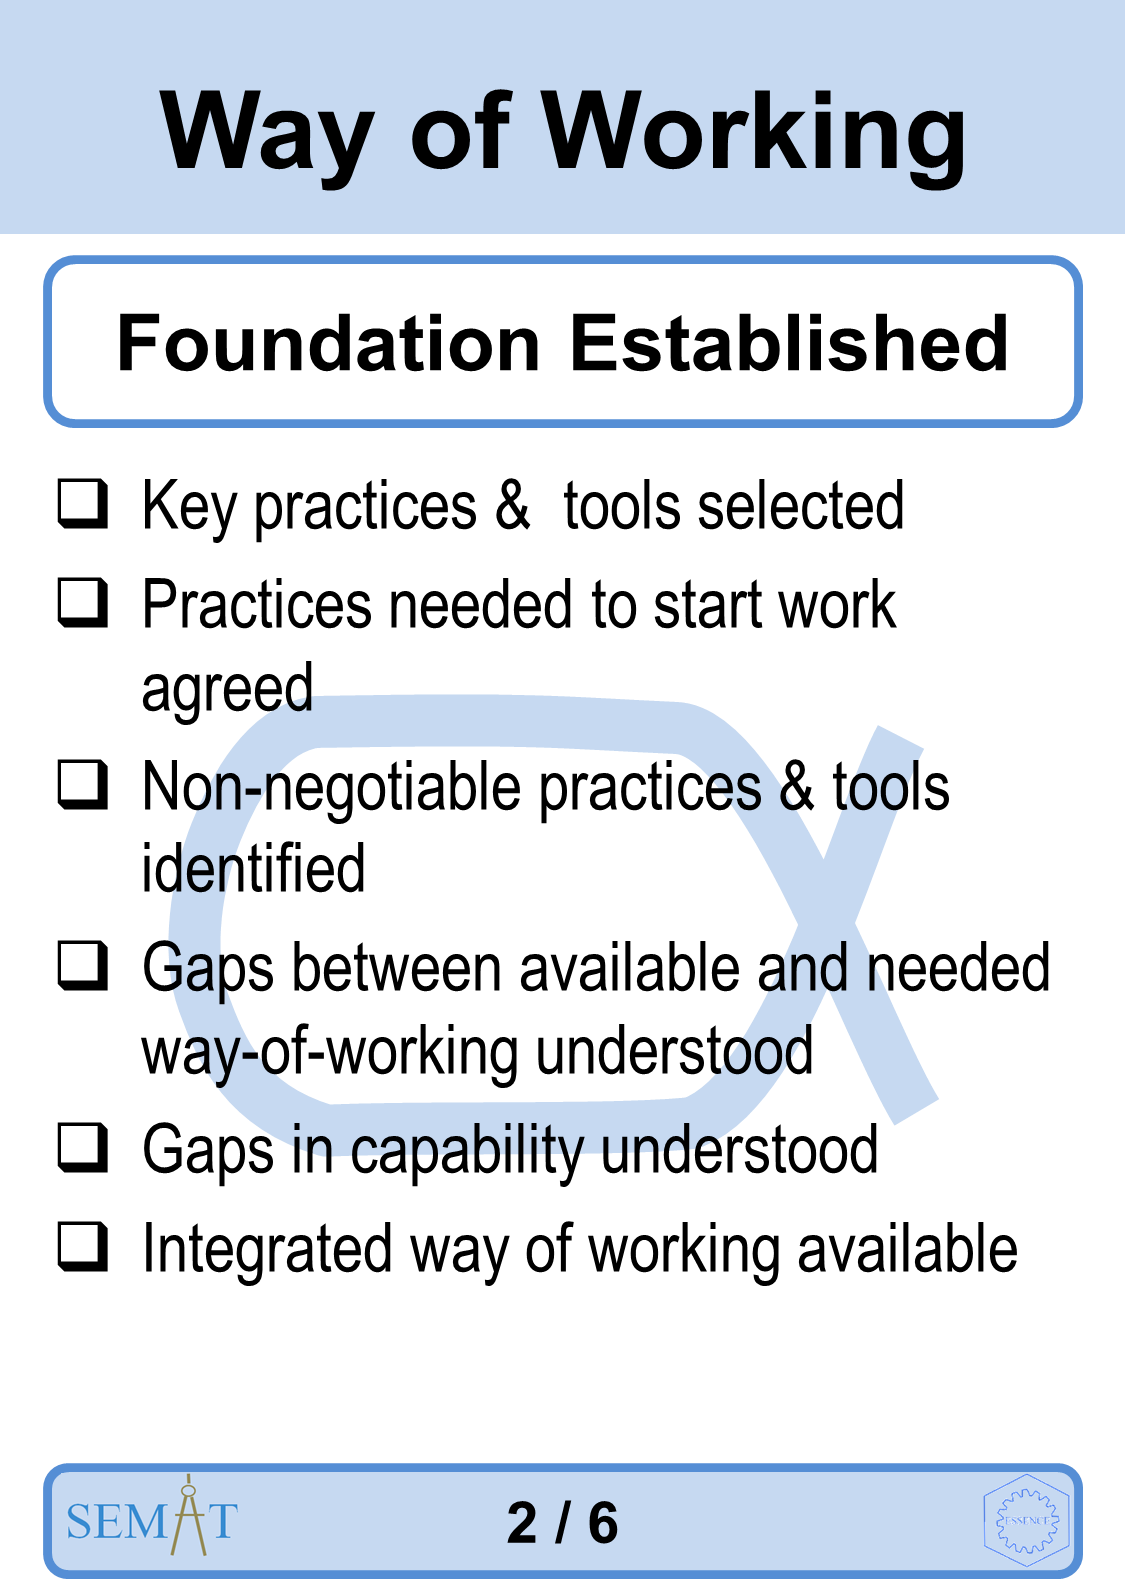 Way of Working
Foundation Established
❑ Key practices & tools selected
❑ Practices needed to start work
agreed
❑ Non-negotiable practices & tools
identified
❑ Gaps between available and needed
way-of-working understood
❑ Gaps in capability understood
❑ Integrated way of working available
SEMAT
2 / 6
ESSENCE